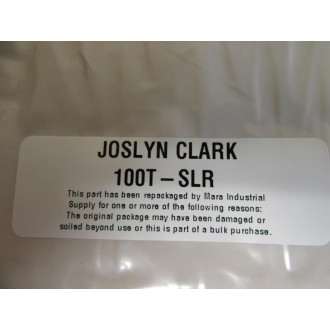 JOSLYN CLARK
100T-SLR
This part has been repackaged by Mara Industrial
Supply for one or more of the following reasons:
The original package may have been damaged or
soiled beyond use or this is part of a bulk purchase.